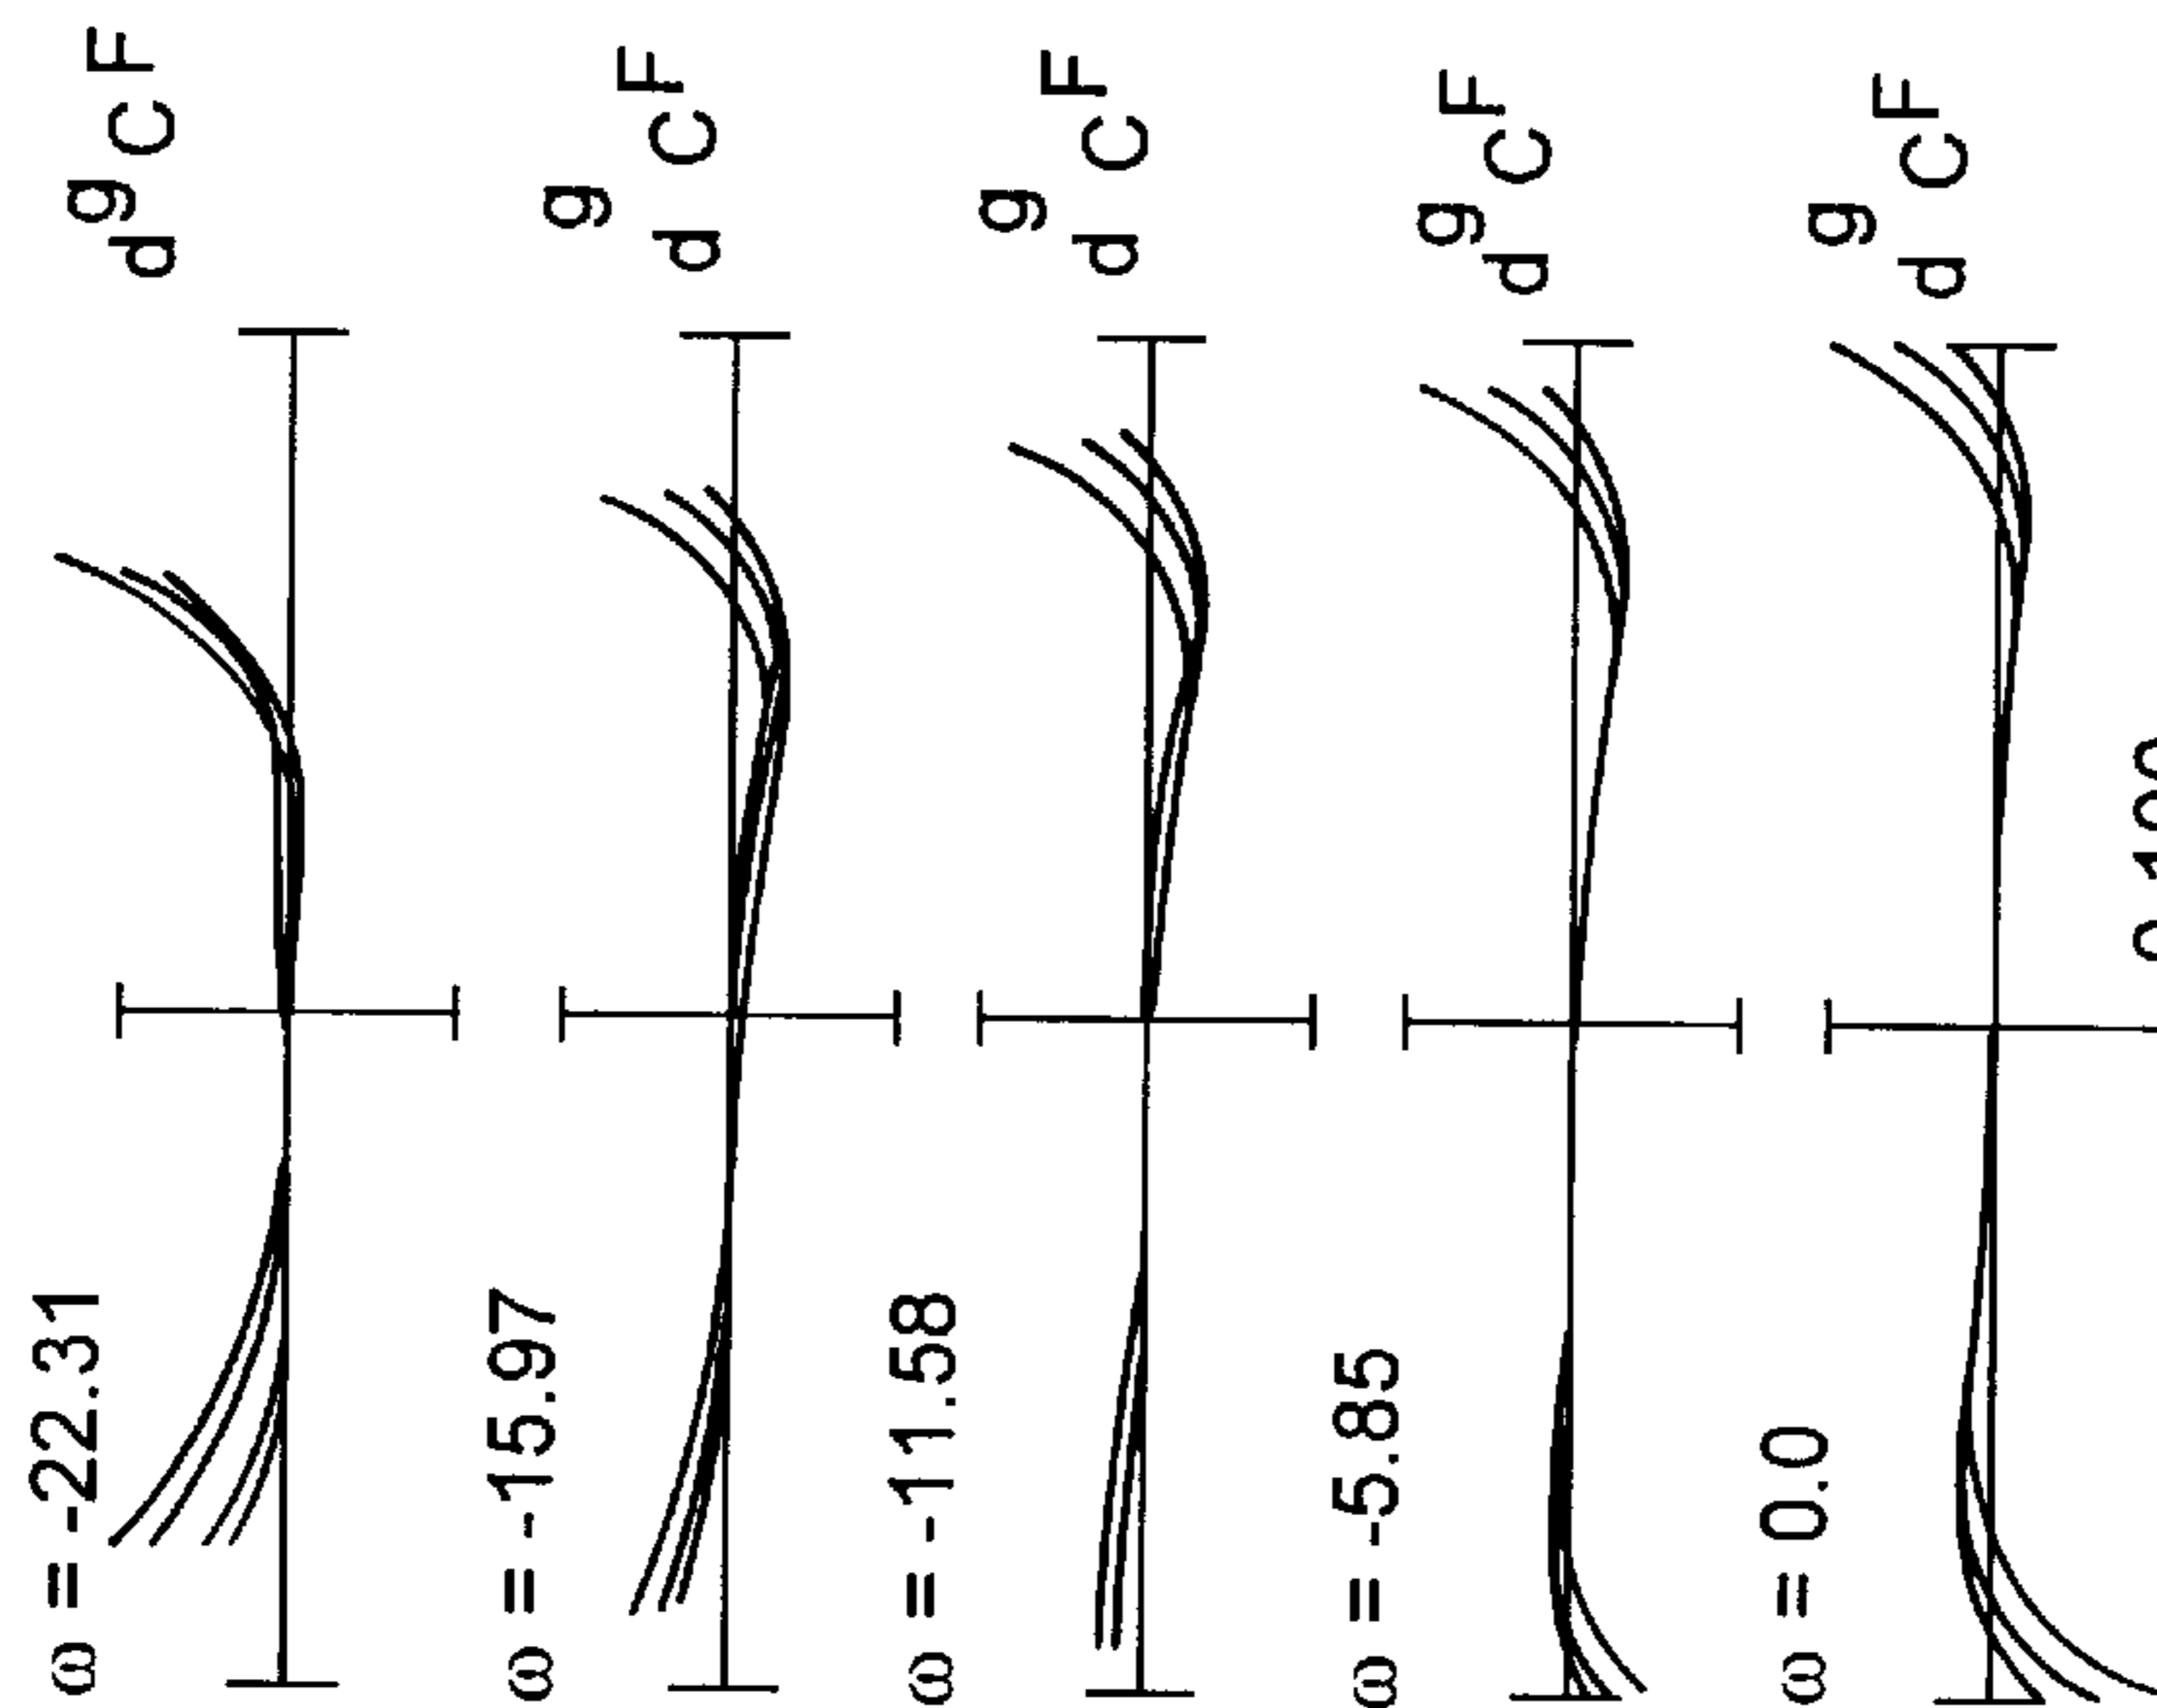 ω = -22.31
d g C F
ω = -15.97
d g C F
ω = -11.58
d g C F
ω = -5.85
d g C F
ω = 0.0
d g C F